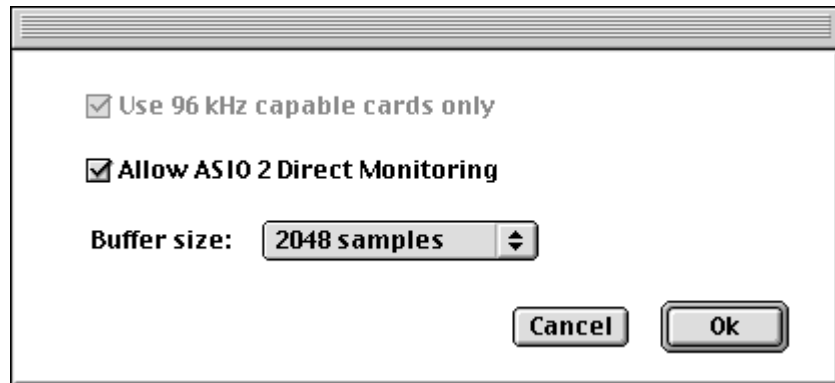 Use 96 kHz capable cards only
Allow ASIO 2 Direct Monitoring
Buffer size: 2048 samples
Cancel Ok